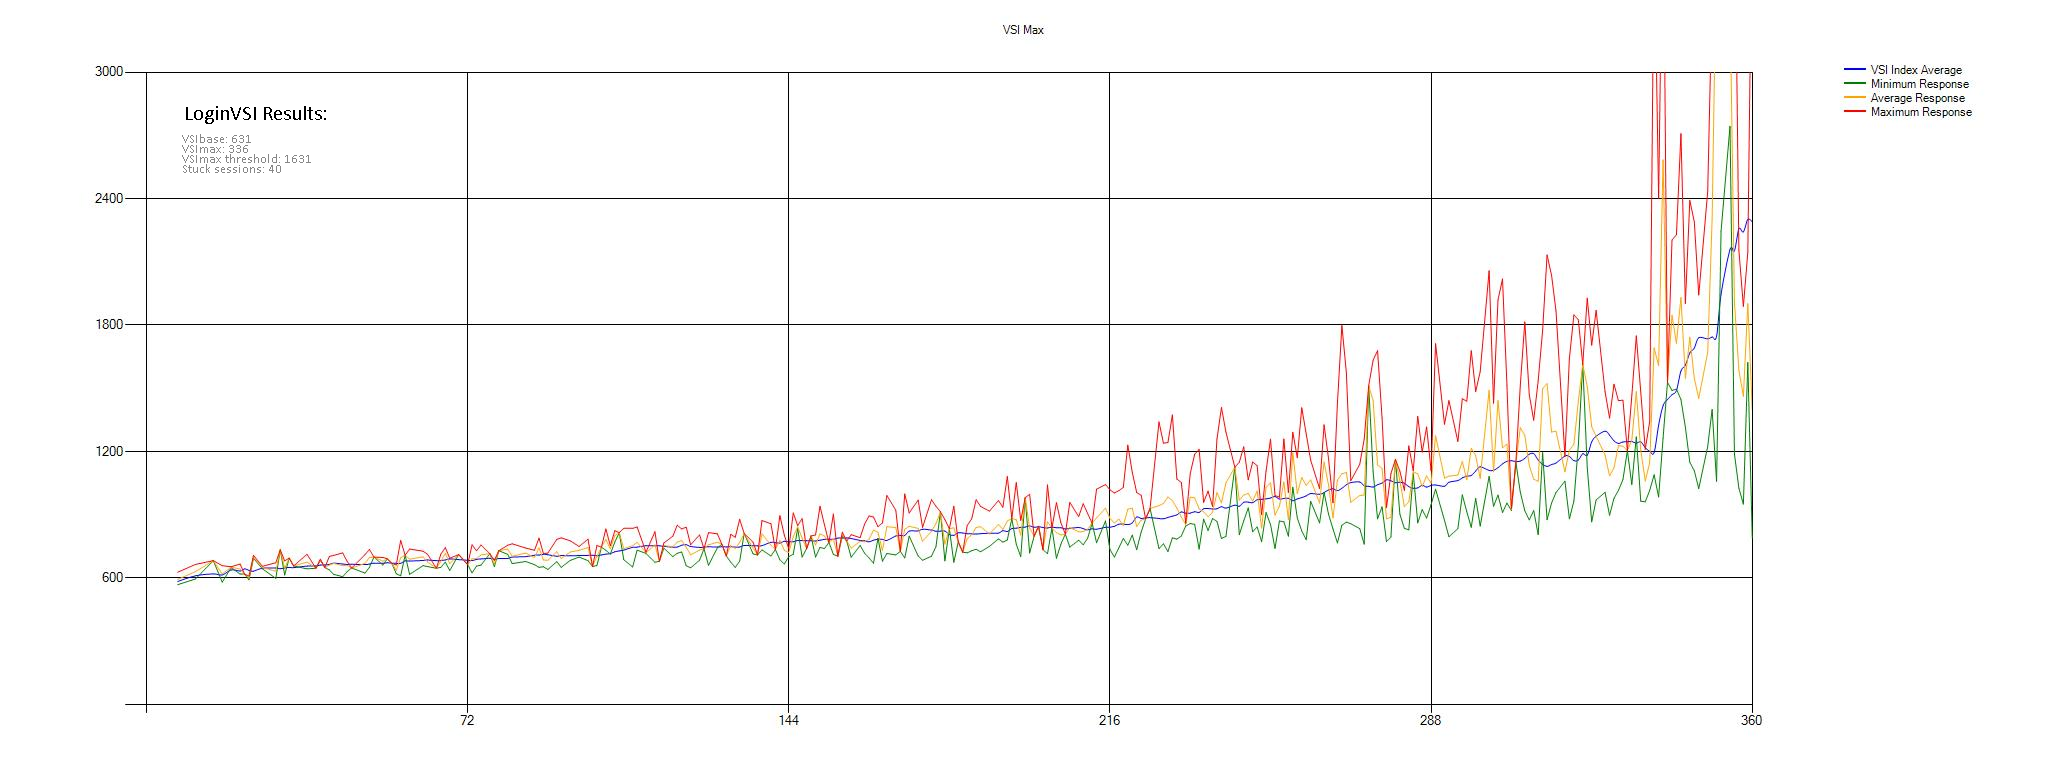 VSI Max
3000
2400
1800
1200
600
LoginVSI Results:
VSIbase: 631
VSImax: 336
VSImax threshold: 1631
Stuck sessions: 40
VSI Index Average
Minimum Response
Average Response
Maximum Response
72
144
216
288
360